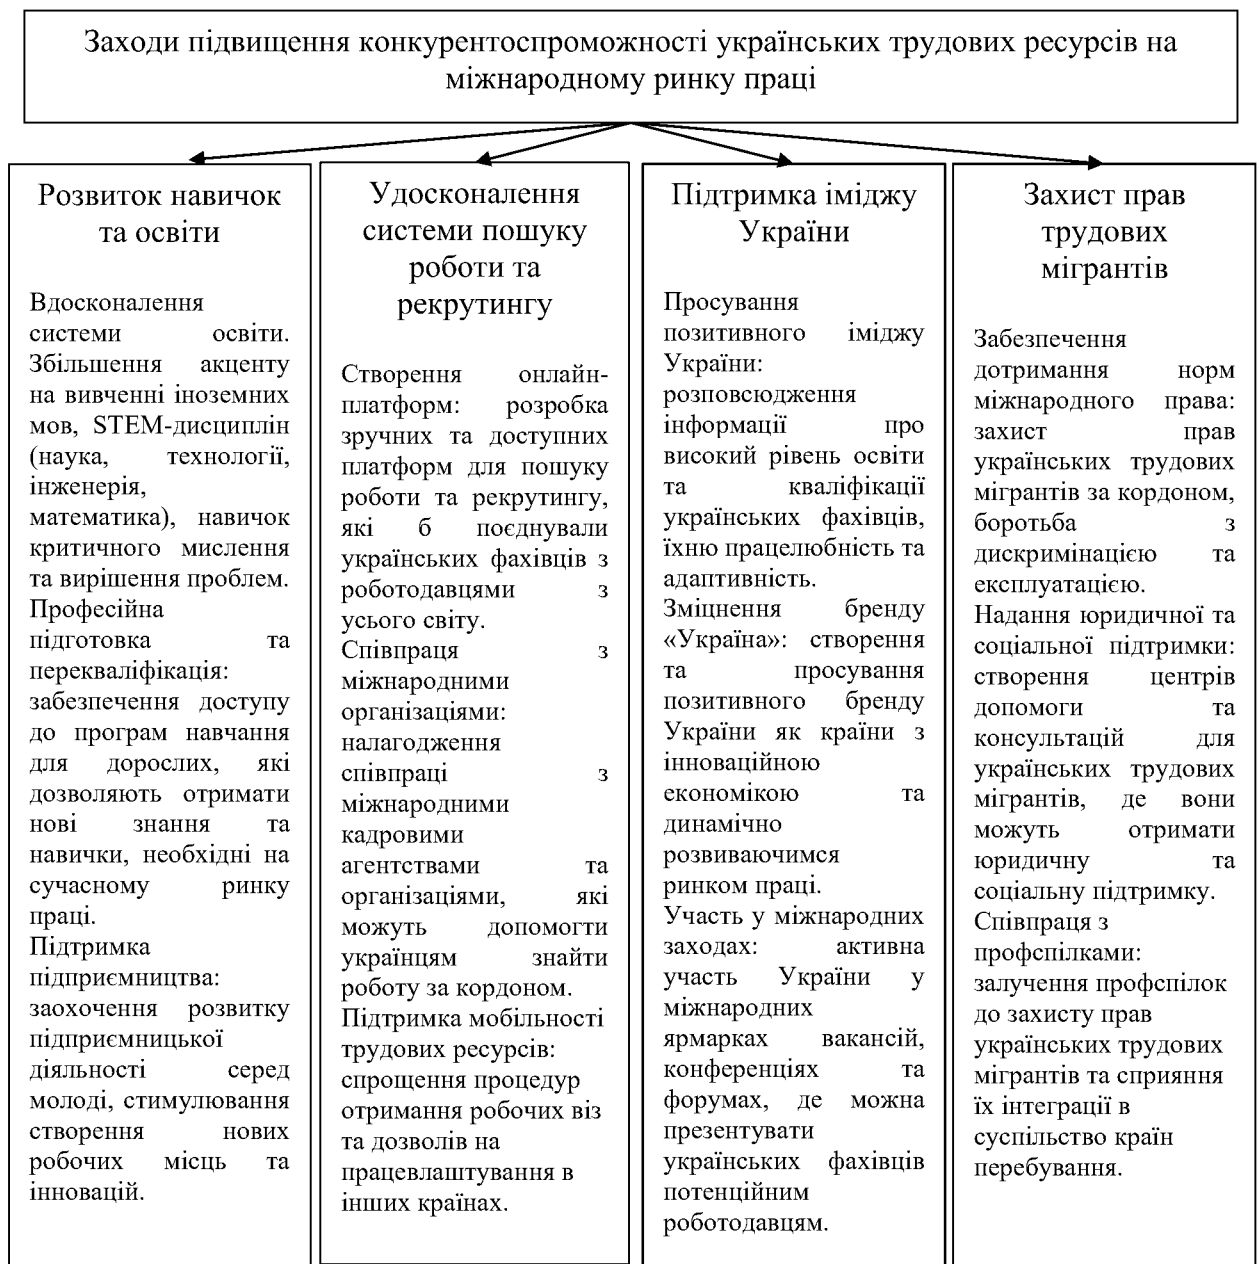 Заходи підвищення конкурентоспроможності українських трудових ресурсів на
міжнародному ринку праці
Розвиток навичок
та освіти
Вдосконалення
системи освіти.
Збільшення акценту
на вивченні іноземних
мов, STEM-дисциплін
(наука, технології,
інженерія,
математика), навичок
критичного мислення
та вирішення проблем.
Професійна
підготовка та
перекваліфікація:
забезпечення доступу
до програм навчання
для дорослих, які
дозволяють отримати
нові знання та
навички, необхідні на
сучасному ринку
праці.
Підтримка
підприємництва:
заохочення розвитку
підприємницької
діяльності серед
молоді, стимулювання
створення нових
робочих місць та
інновацій.
Удосконалення
системи пошуку
роботи та
рекрутингу
Створення онлайн-
платформ: розробка
зручних та доступних
платформ для пошуку
роботи та рекрутингу,
які б поєднували
українських фахівців з
роботодавцями з
усього світу.
Співпраця з
міжнародними
організаціями:
налагодження
співпраці з
міжнародними
кадровими
агентствами та
організаціями, які
можуть допомогти
українцям знайти
роботу за кордоном.
Підтримка мобільності
трудових ресурсів:
спрощення процедур
отримання робочих віз
та дозволів на
працевлаштування в
інших країнах.
Підтримка іміджу
України
Просування
позитивного іміджу
України:
розповсюдження
інформації про
високий рівень освіти
та кваліфікації
українських фахівців,
їхню працелюбність та
адаптивність.
Зміцнення бренду
«Україна»: створення
та просування
позитивного бренду
України як країни з
інноваційною
економікою та
динамічно
розвиваючимся
ринком праці.
Участь у міжнародних
заходах: активна
участь України у
міжнародних
ярмарках вакансій,
конференціях та
форумах, де можна
презентувати
українських фахівців
потенційним
роботодавцям.
Захист прав
трудових
мігрантів
Забезпечення
дотримання норм
міжнародного права:
захист прав
українських трудових
мігрантів за кордоном,
боротьба з
дискримінацією та
експлуатацією.
Надання юридичної та
соціальної підтримки:
створення центрів
допомоги та
консультацій для
українських трудових
мігрантів, де вони
можуть отримати
юридичну та
соціальну підтримку.
Співпраця з
профспілками:
залучення профспілок
до захисту прав
українських трудових
мігрантів та сприяння
їх інтеграції в
суспільство країн
перебування.